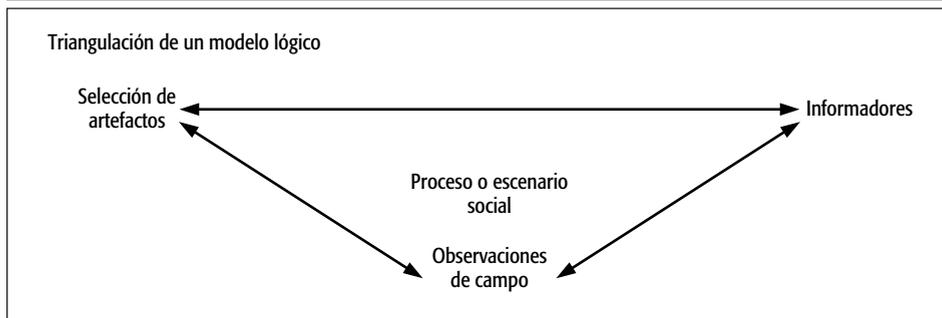 Triangulación de un modelo lógico
Selección de
artefactos
Informadores
Proceso o escenario
social
Observaciones
de campo